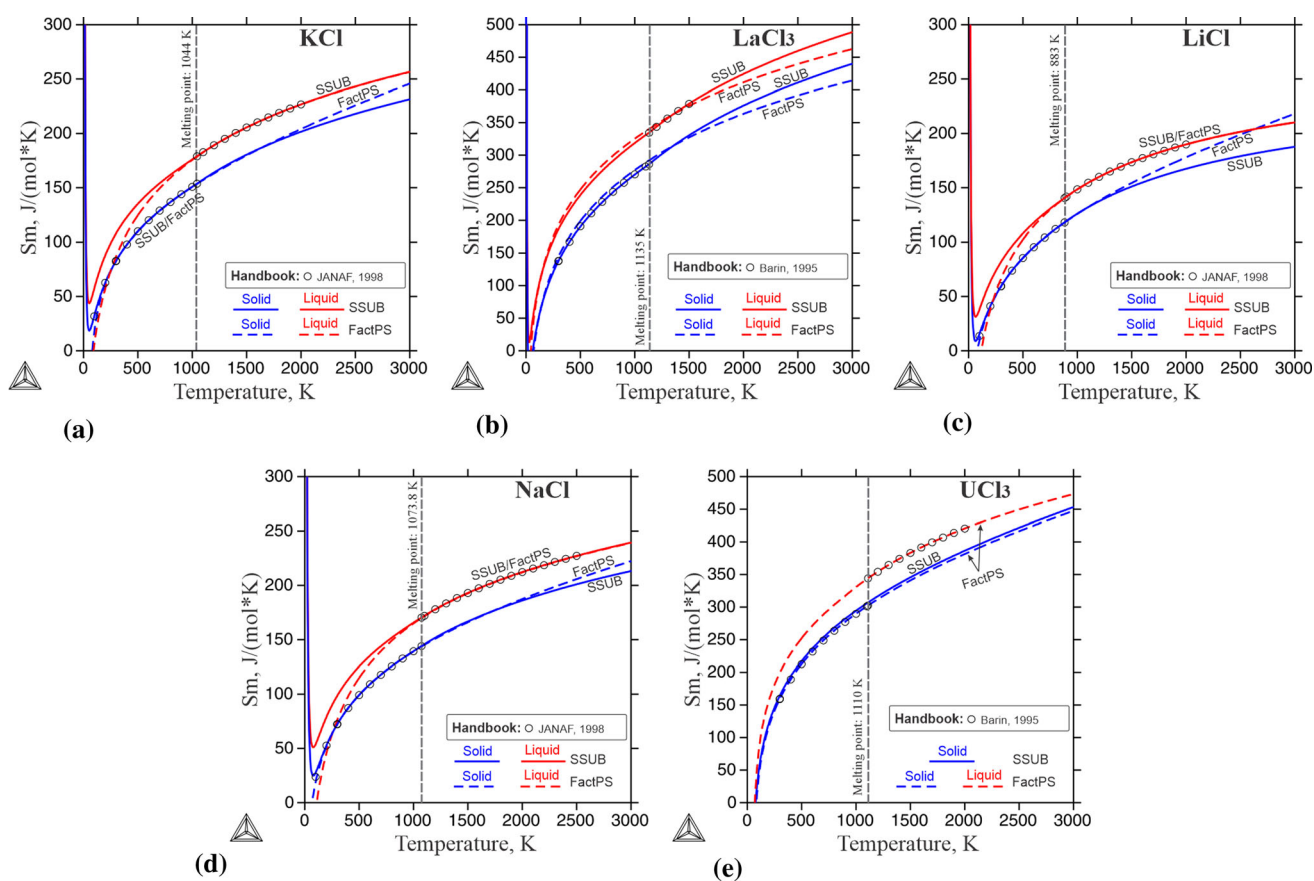 KCl
300
250
200
150
100
50
0
Sm, J/(mol*K)
Melting point: 1044 K
SSUB
FactPS
SSUB/FactPS
Handbook: ○ JANAF, 1998
Solid Liquid
SSUB
Solid Liquid
FactPS
0 500 1000 1500 2000 2500 3000
Temperature, K
(a)
LaCl3
500
450
400
350
300
250
200
150
100
50
0
Sm, J/(mol*K)
Melting point: 1135 K
SSUB
FactPS
SSUB
FactPS
Handbook: ○ Barin, 1995
Solid Liquid
SSUB
Solid Liquid
FactPS
0 500 1000 1500 2000 2500 3000
Temperature, K
(b)
LiCl
300
250
200
150
100
50
0
Sm, J/(mol*K)
Melting point: 883 K
SSUB/FactPS
FactPS
SSUB
Handbook: ○ JANAF, 1998
Solid Liquid
SSUB
Solid Liquid
FactPS
0 500 1000 1500 2000 2500 3000
Temperature, K
(c)
NaCl
300
250
200
150
100
50
0
Sm, J/(mol*K)
Melting point: 1073.8 K
SSUB/FactPS
FactPS
SSUB
Handbook: ○ JANAF, 1998
Solid Liquid
SSUB
Solid Liquid
FactPS
0 500 1000 1500 2000 2500 3000
Temperature, K
(d)
UCl3
500
450
400
350
300
250
200
150
100
50
0
Sm, J/(mol*K)
Melting point: 1110 K
SSUB
FactPS
Handbook: ○ Barin, 1995
Solid
SSUB
Solid Liquid
FactPS
0 500 1000 1500 2000 2500 3000
Temperature, K
(e)